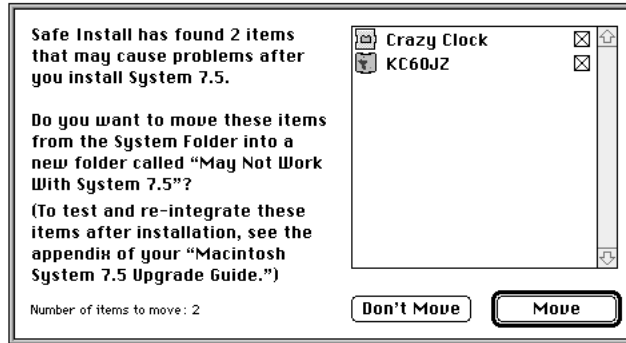 Safe Install has found 2 items
that may cause problems after
you install System 7.5.
Do you want to move these items
from the System Folder into a
new folder called “May Not Work
With System 7.5”?
(To test and re-integrate these
items after installation, see the
appendix of your “Macintosh
System 7.5 Upgrade Guide.”)
Number of items to move: 2
Crazy Clock
KC60JZ
Don't Move
Move